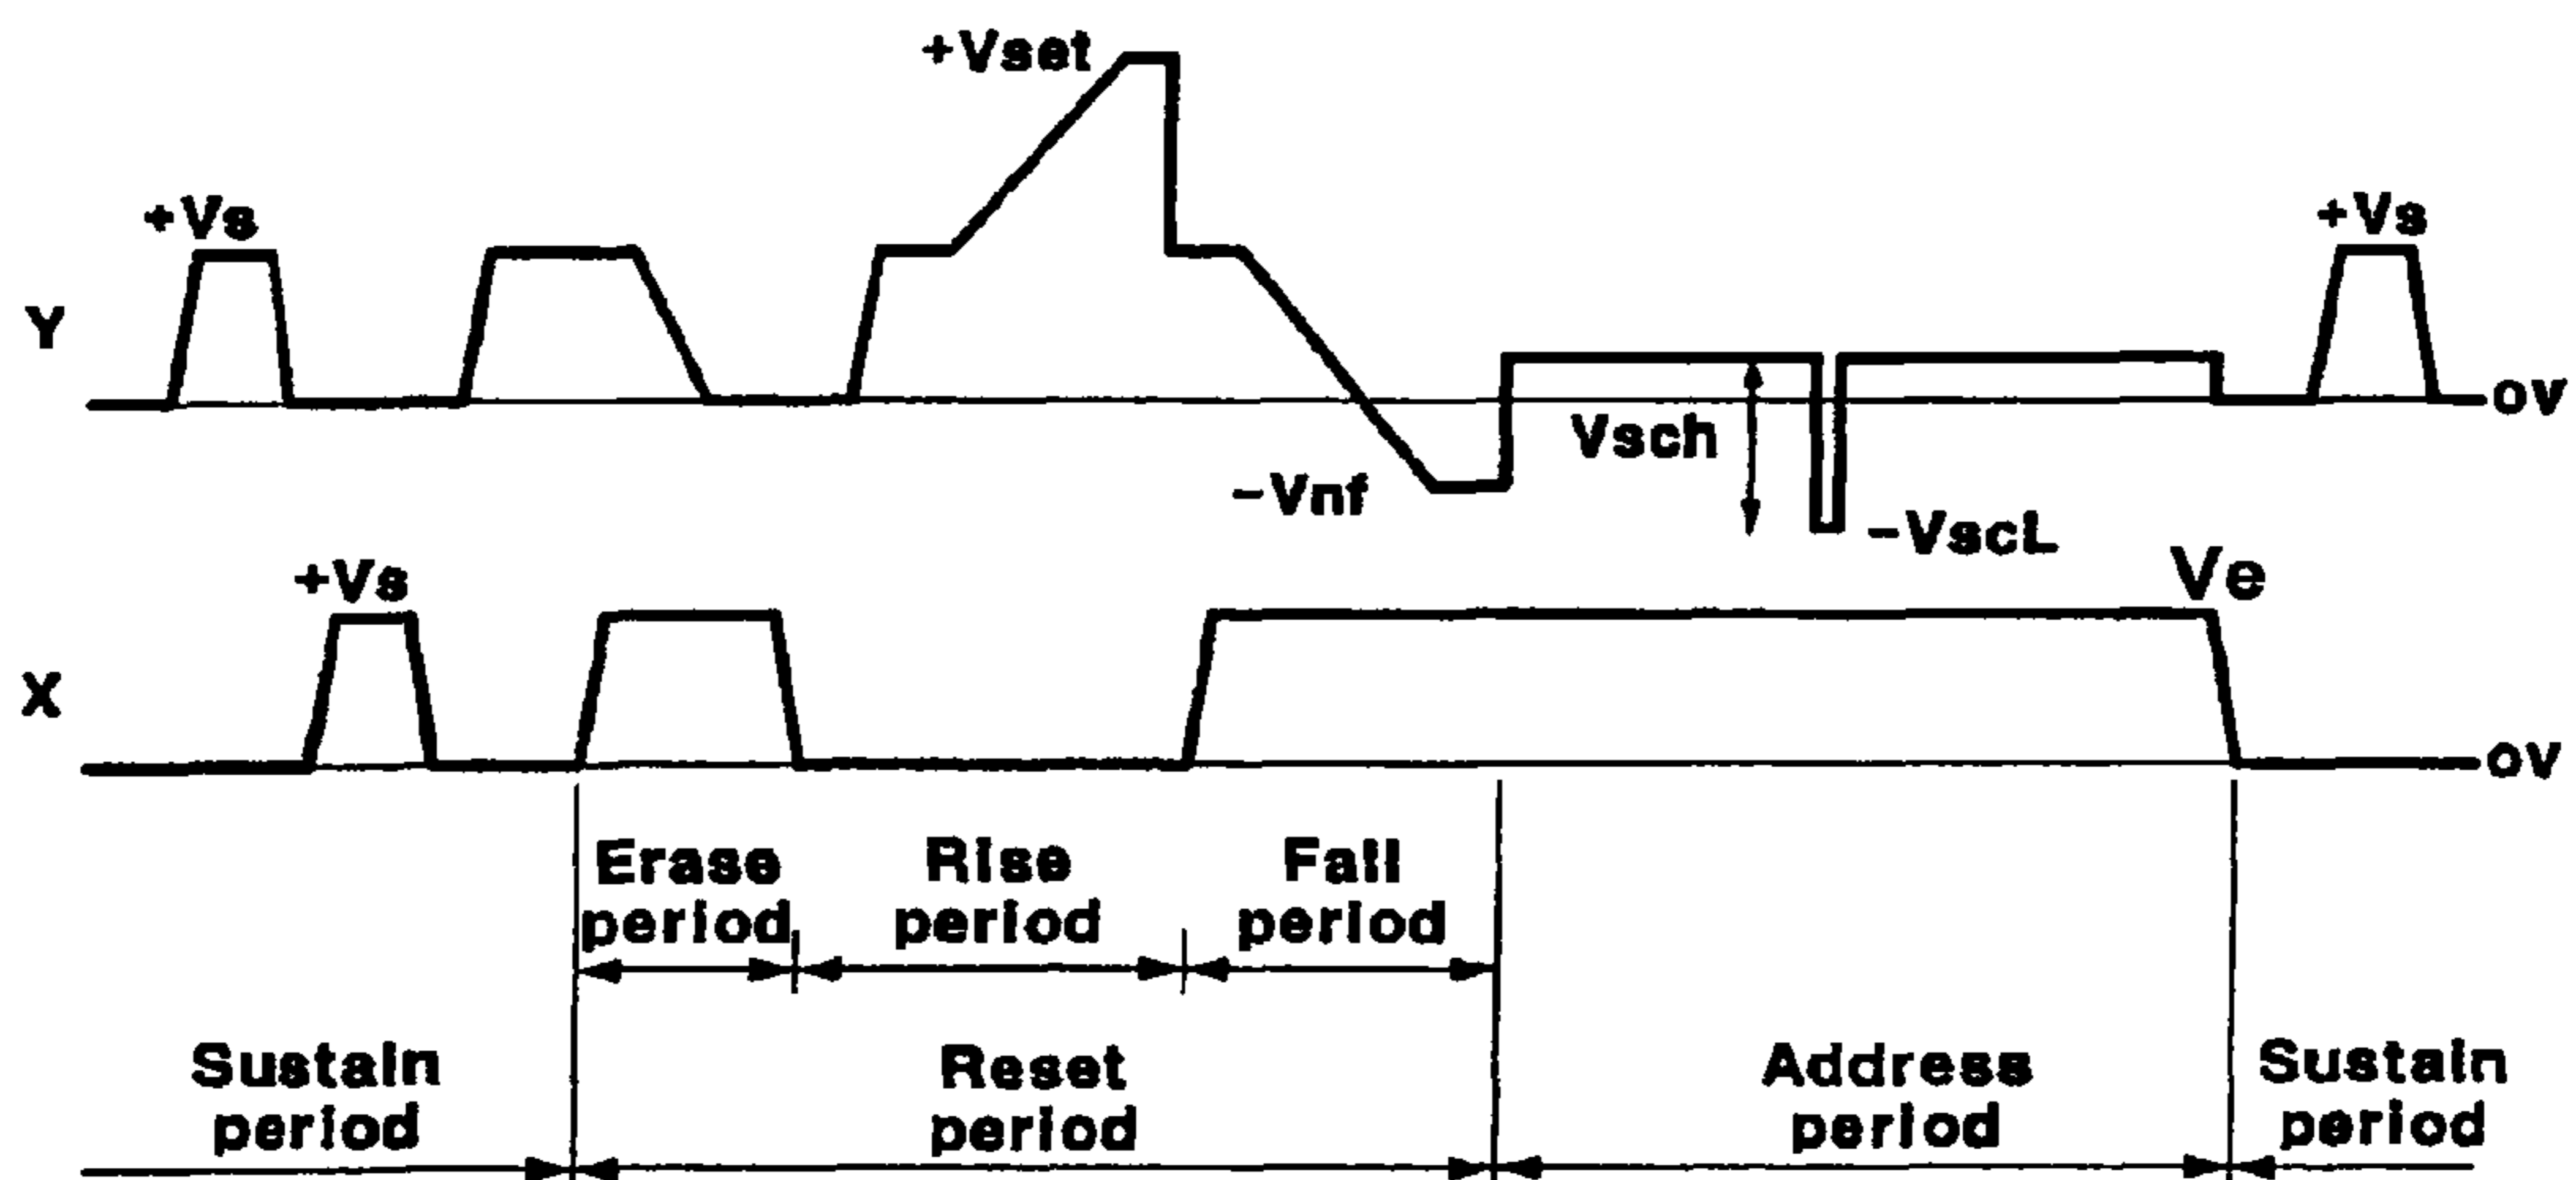 +Vset
+Vs
+Vs
Y
0V
Vsch
-Vnf
-VscL
+Vs
Ve
X
0V
Erase
period
Rise
period
Fall
period
Sustain
period
Reset
period
Address
period
Sustain
period